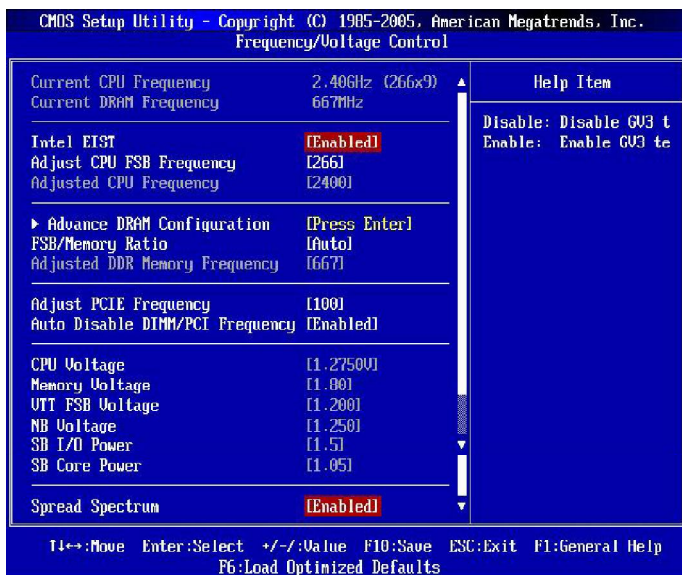 CMOS Setup Utility - Copyright (C) 1985-2005, American Megatrends, Inc.
Frequency/Voltage Control
Current CPU Frequency 2.40GHz (266x9)
Current DRAM Frequency 667MHz
Intel EIST [Enabled]
Adjust CPU FSB Frequency [266]
Adjusted CPU Frequency [2400]
▶ Advance DRAM Configuration [Press Enter]
FSB/Memory Ratio [Auto]
Adjusted DDR Memory Frequency [667]
Adjust PCIE Frequency [100]
Auto Disable DIMM/PCI Frequency [Enabled]
CPU Voltage [1.2750V]
Memory Voltage [1.80]
VTT FSB Voltage [1.200]
NB Voltage [1.250]
SB I/O Power [1.5]
SB Core Power [1.05]
Spread Spectrum [Enabled]
Help Item
Disable: Disable GV3 t
Enable: Enable GV3 te
↑↓←→:Move Enter:Select +/-/:Value F10:Save ESC:Exit F1:General Help
F6:Load Optimized Defaults